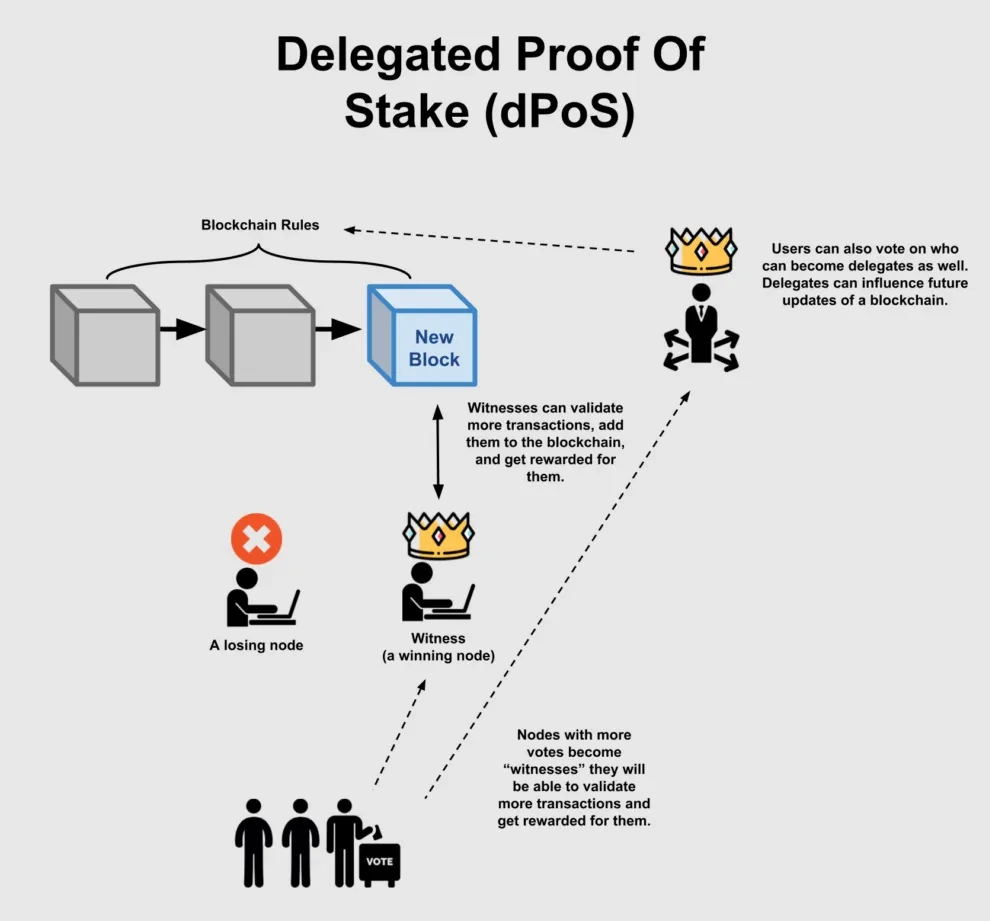 Delegated Proof Of
Stake (dPoS)
Blockchain Rules
Users can also vote on who
can become delegates as well.
Delegates can influence future
updates of a blockchain.
New
Block
Witnesses can validate
more transactions, add
them to the blockchain,
and get rewarded for
them.
A losing node
Witness
(a winning node)
Nodes with more
votes become
“witnesses” they will
be able to validate
more transactions and
get rewarded for them.
VOTE